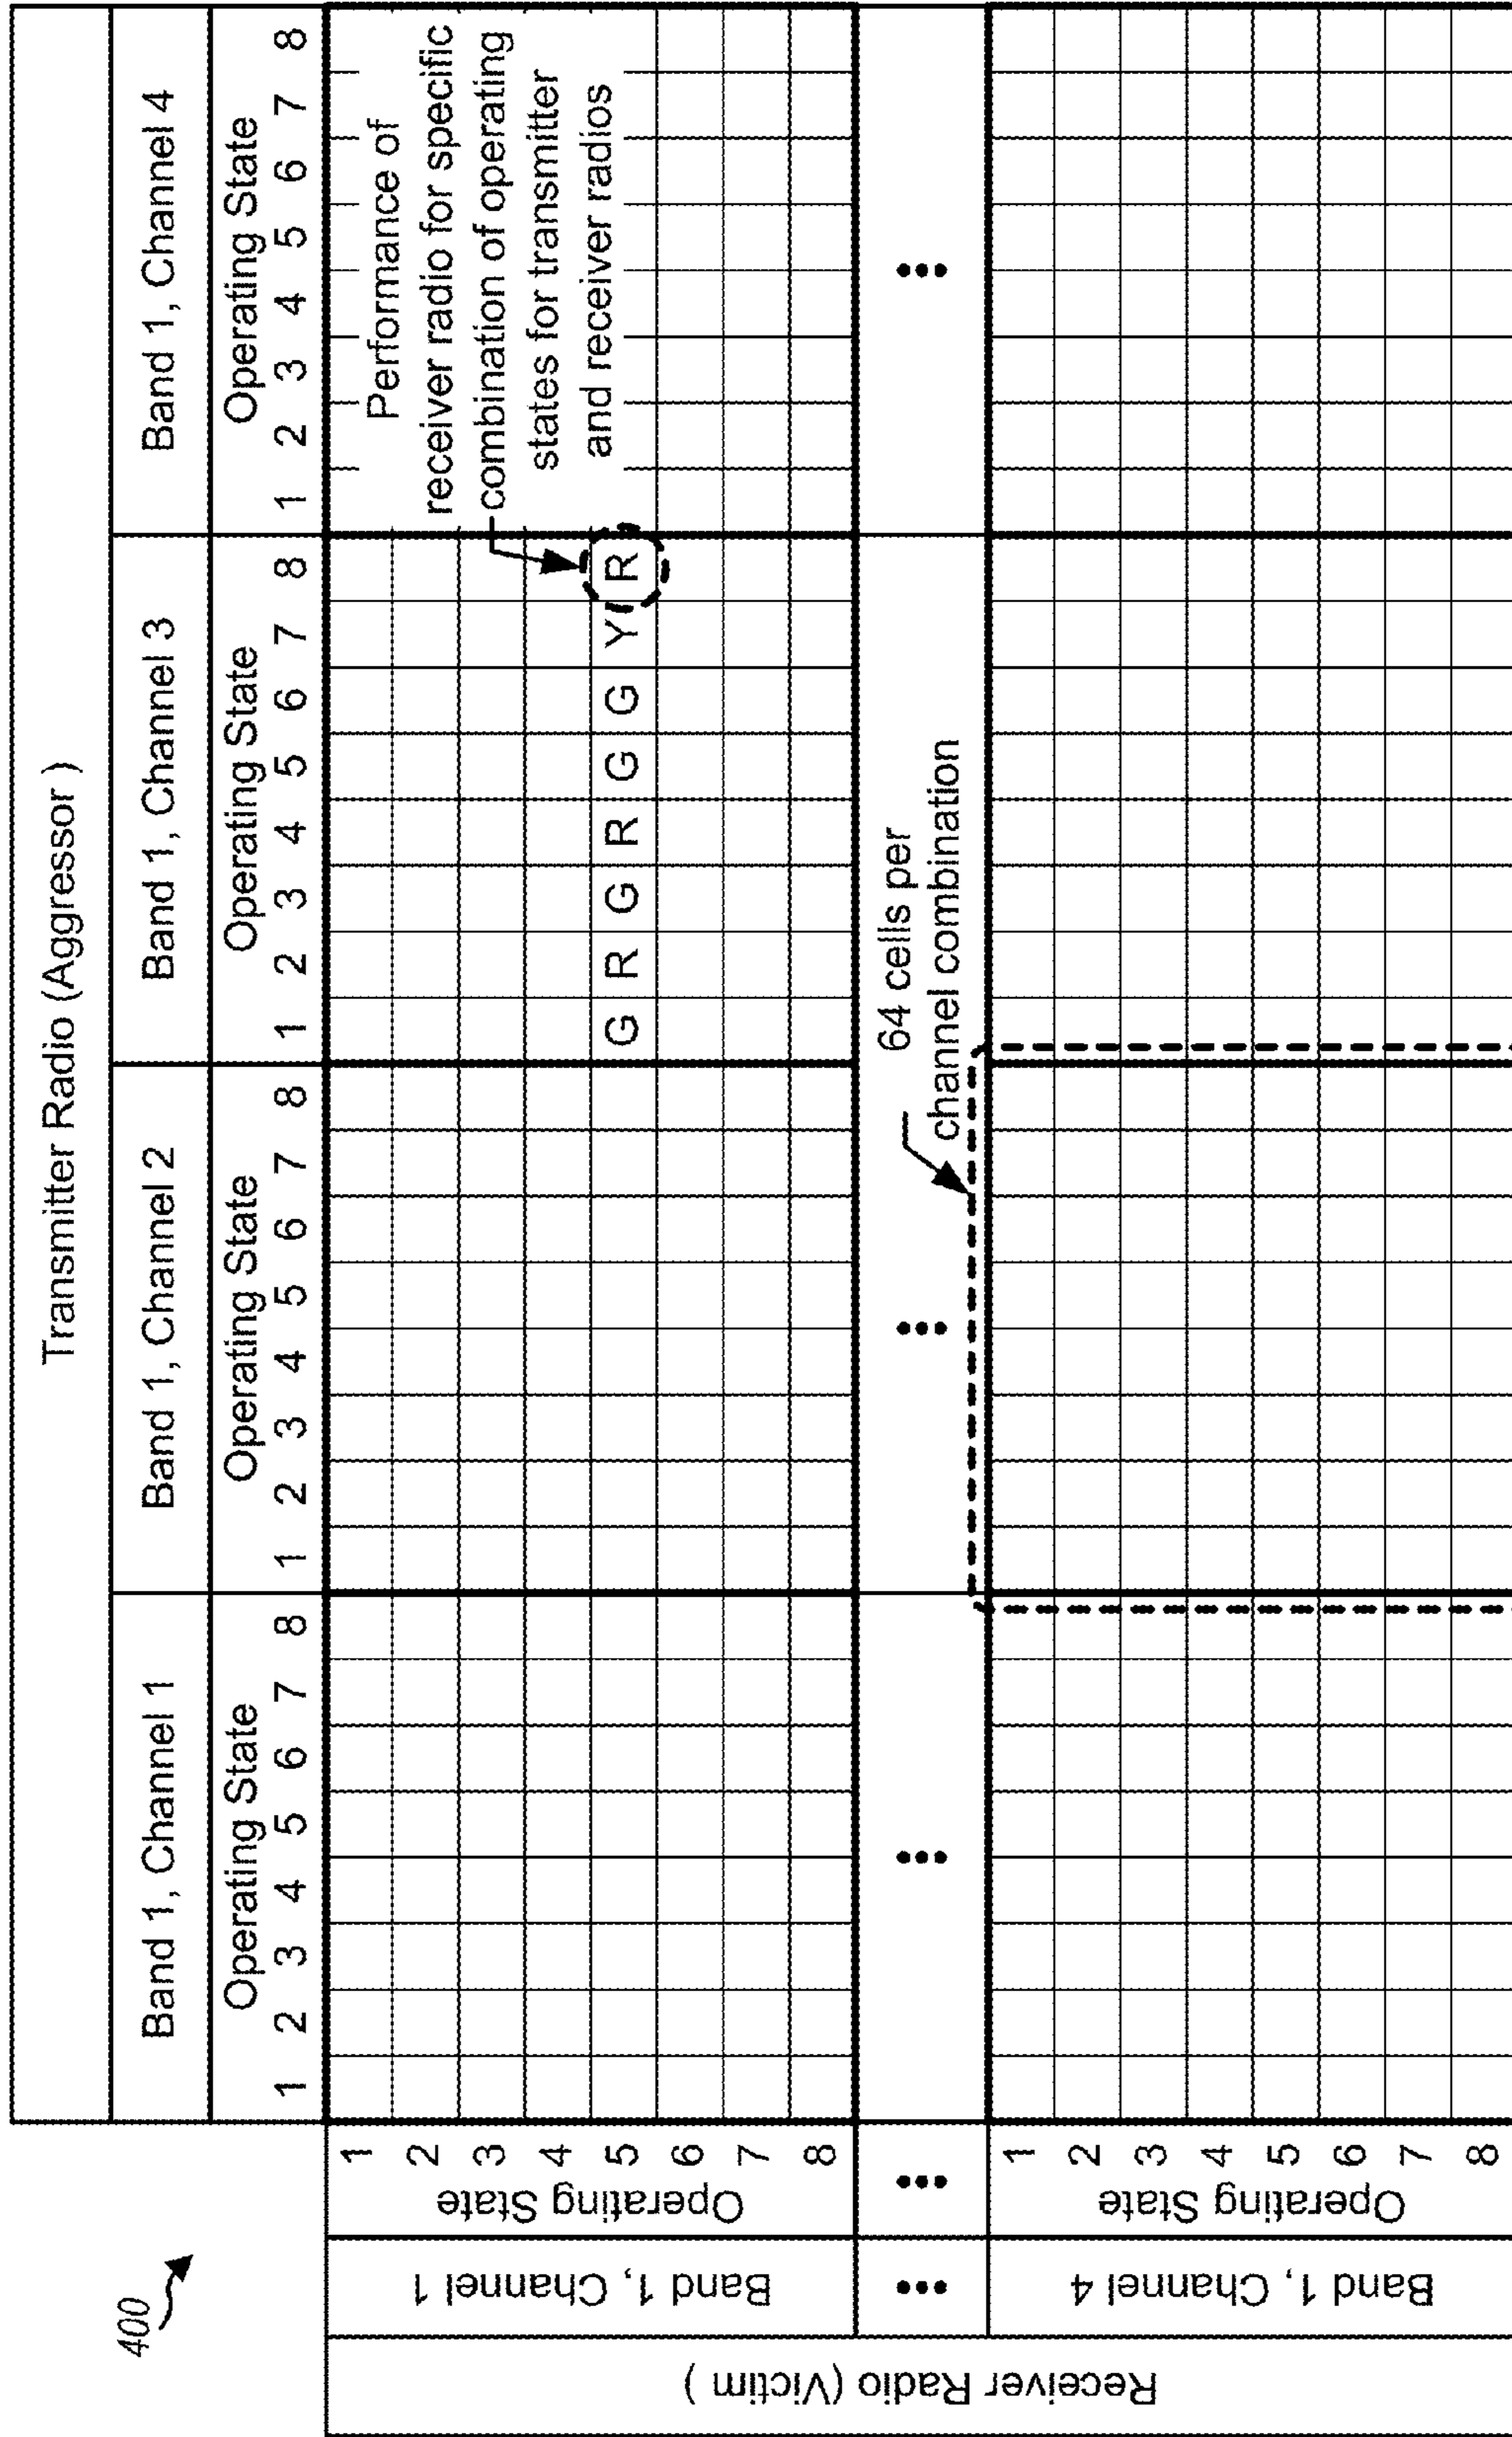 400
Transmitter Radio (Aggressor )
Band 1, Channel 1
Band 1, Channel 2
Band 1, Channel 3
Band 1, Channel 4
Operating State
Operating State
Operating State
Operating State
1 2 3 4 5 6 7 8
1 2 3 4 5 6 7 8
1 2 3 4 5 6 7 8
1 2 3 4 5 6 7 8
Receiver Radio (Victim )
Band 1, Channel 1
Operating State
1
2
3
4
5
6
7
8
G R G R G G Y R
Performance of
receiver radio for specific
combination of operating
states for transmitter
and receiver radios
64 cells per
channel combination
Band 1, Channel 4
Operating State
1
2
3
4
5
6
7
8